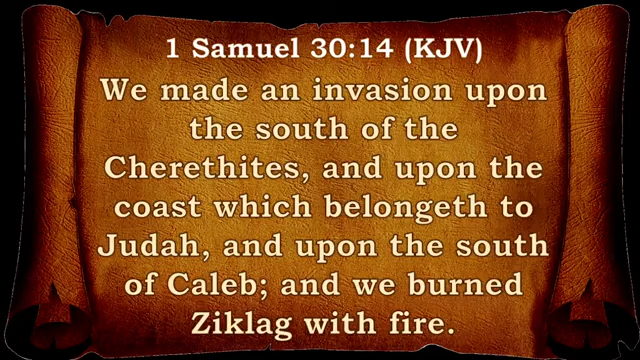 1 Samuel 30:14 (KJV)
We made an invasion upon
the south of the
Cherethites, and upon the
coast which belongeth to
Judah, and upon the south
of Caleb; and we burned
Ziklag with fire.